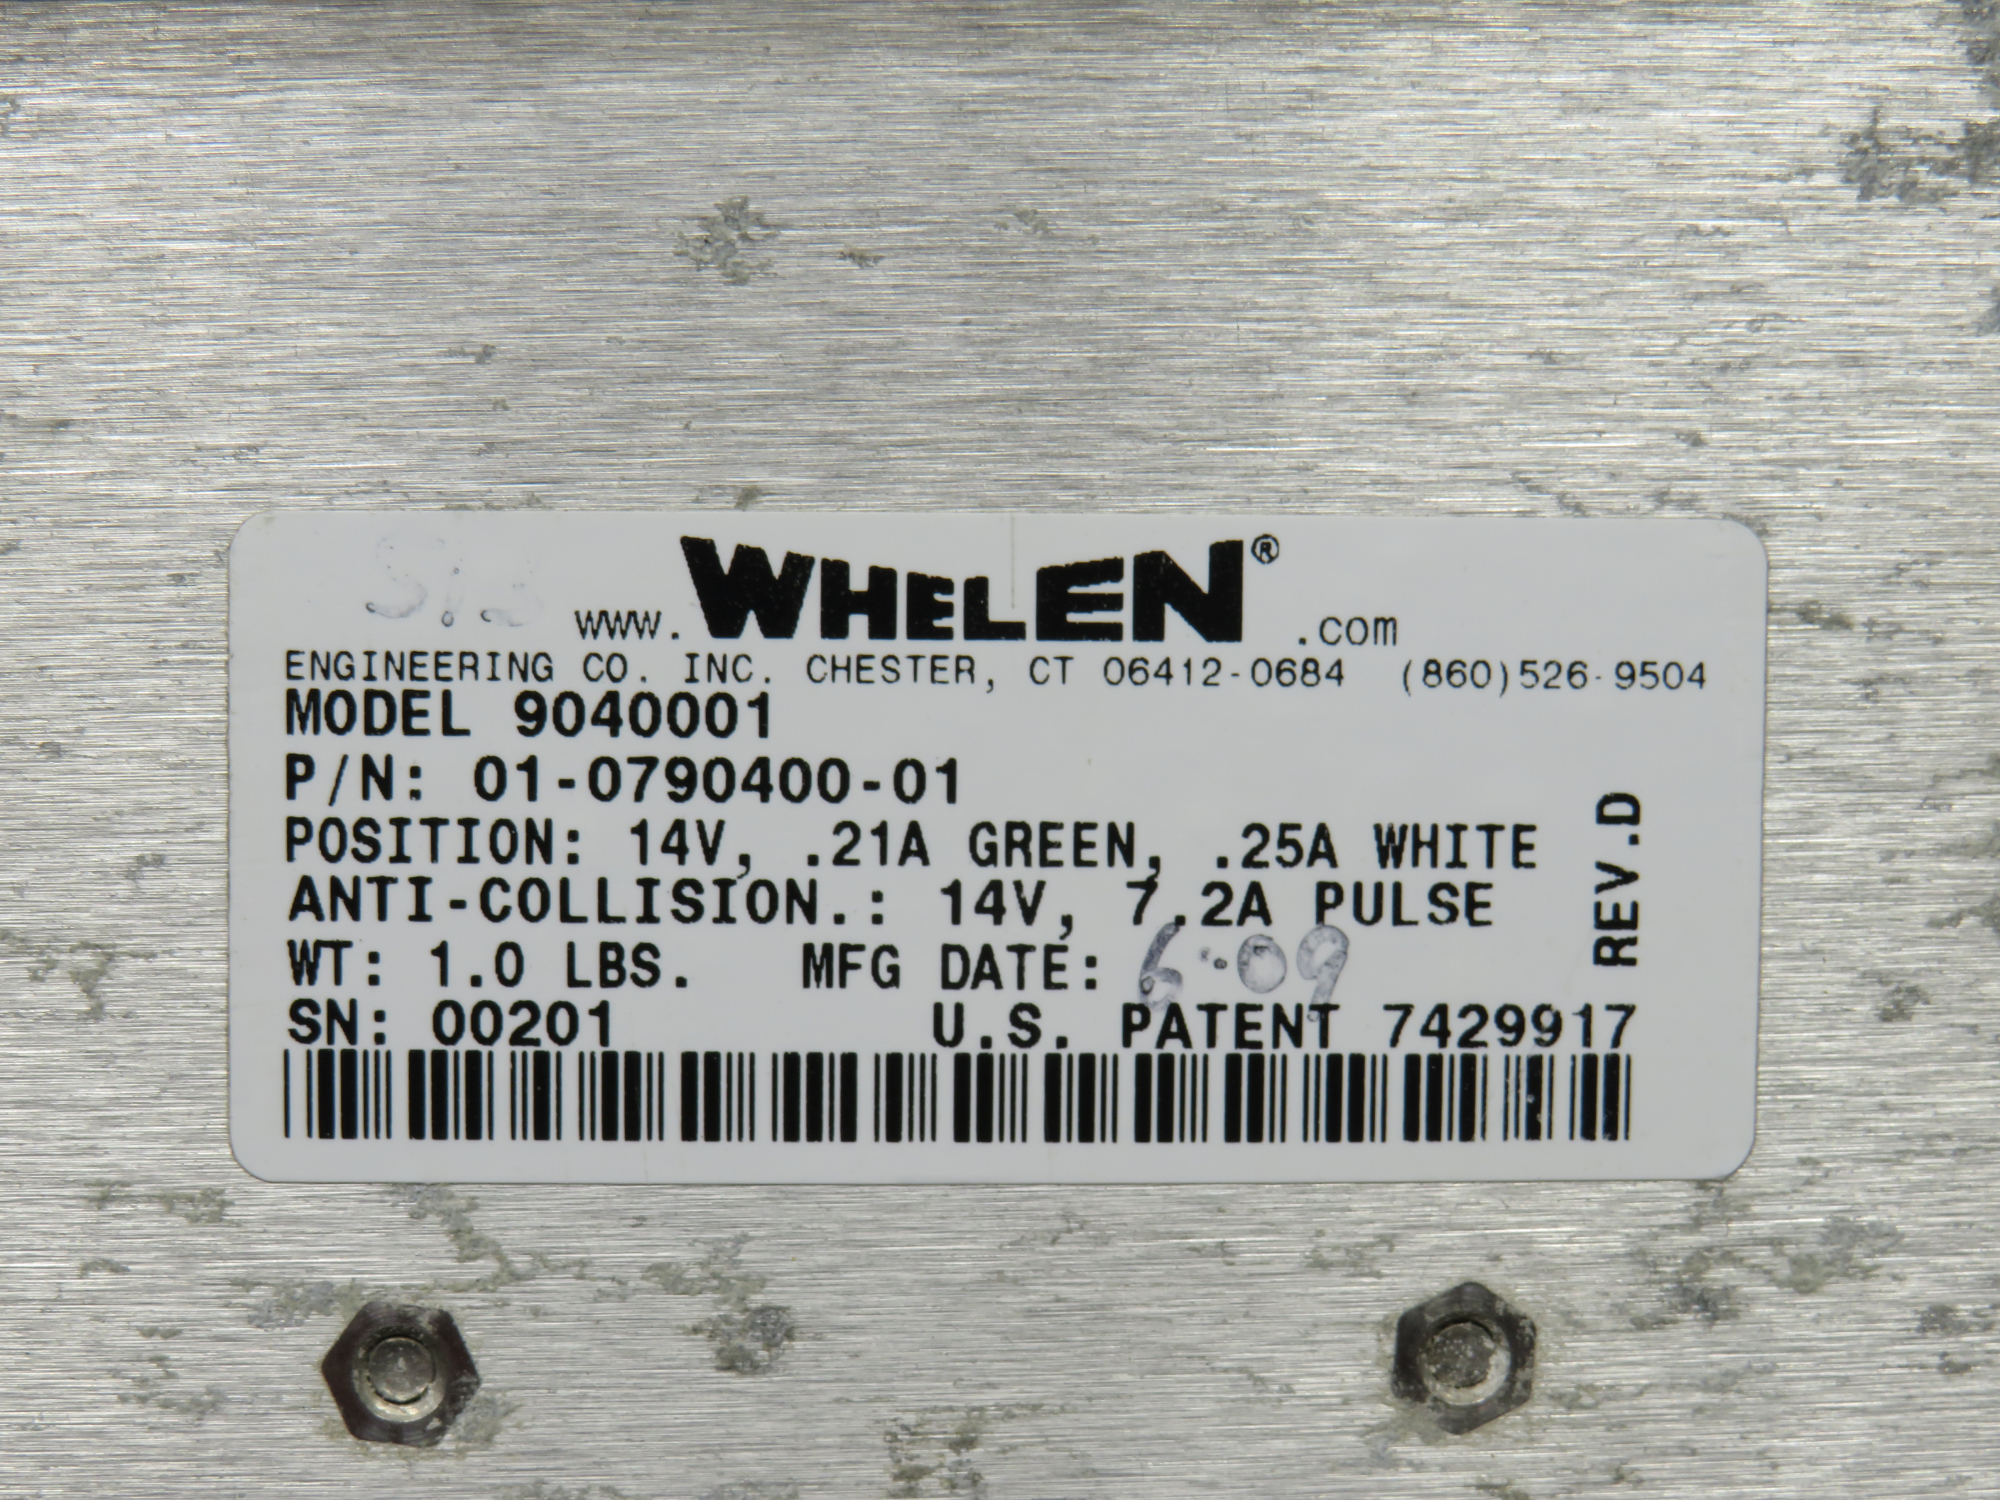 www.WHELEN®.com
ENGINEERING CO. INC. CHESTER, CT 06412-0684 (860)526-9504
MODEL 9040001
P/N: 01-0790400-01
POSITION: 14V, .21A GREEN, .25A WHITE
ANTI-COLLISION.: 14V, 7.2A PULSE
WT: 1.0 LBS. MFG DATE: 6-09
SN: 00201 U.S. PATENT 7429917
REV.D